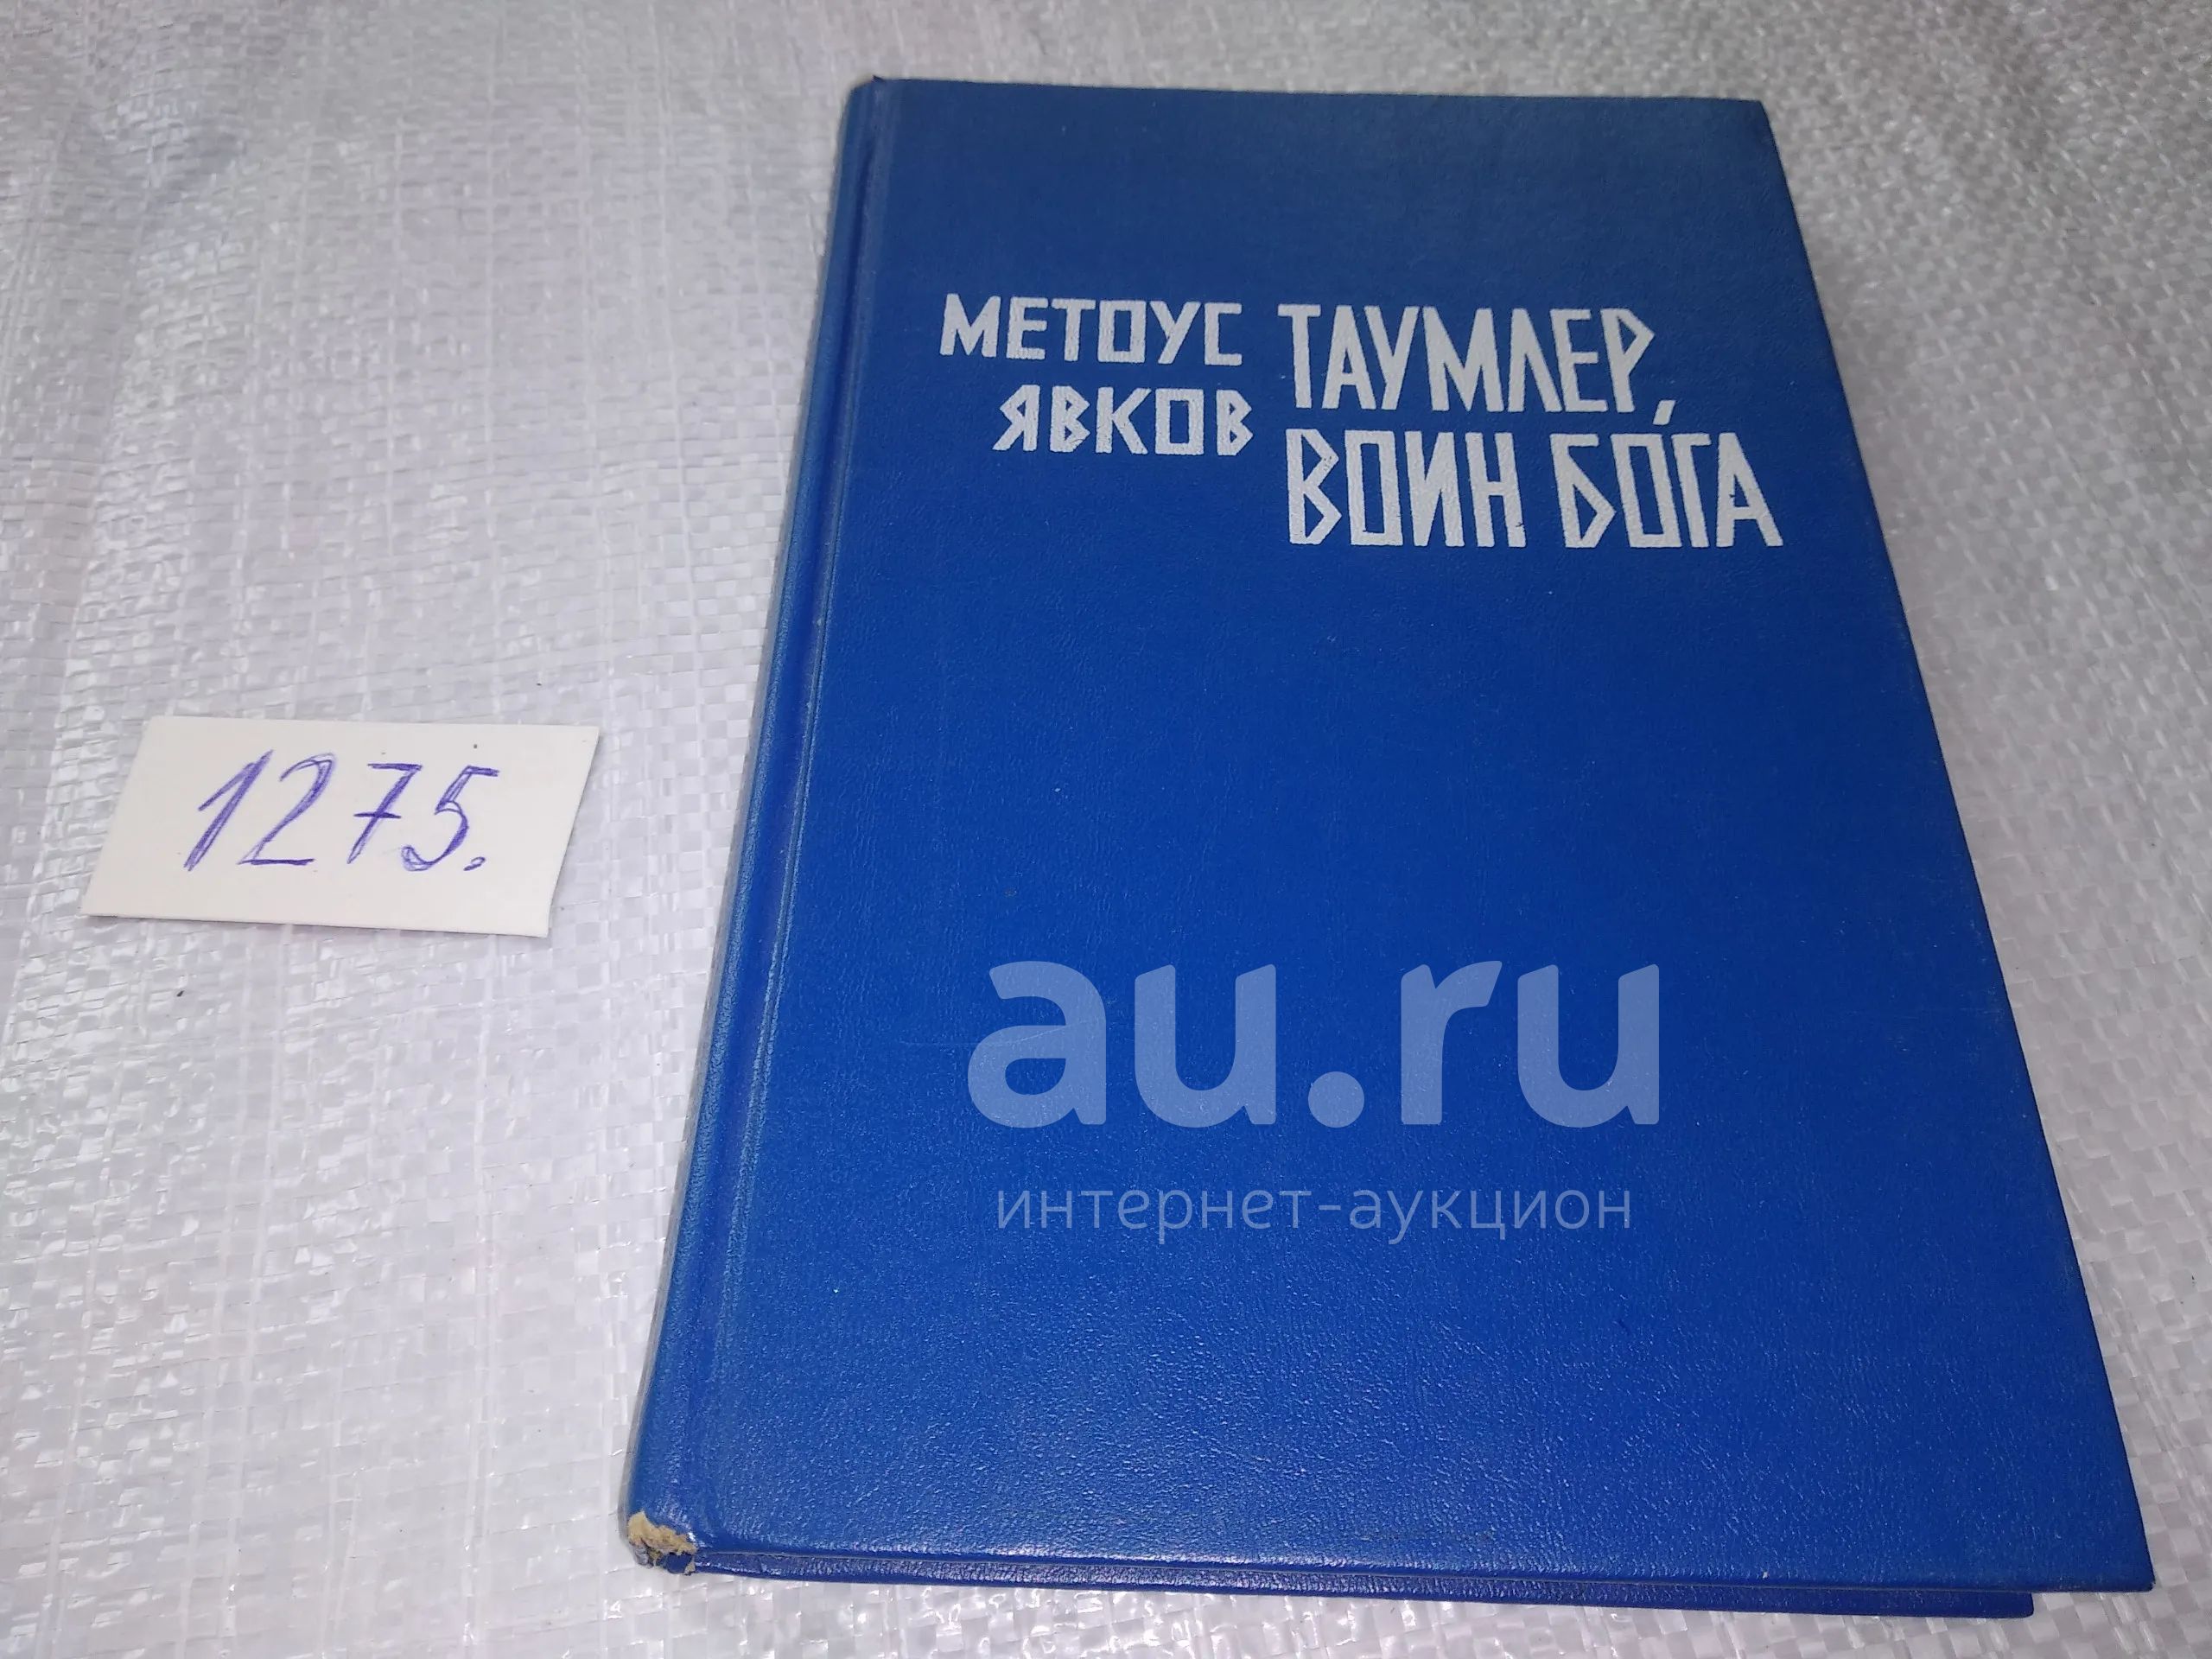 МЕТОУС
ЯВКОВ
ТАУМЛЕР,
ВОИН БОГА
1275.
au.ru
интернет-аукцион